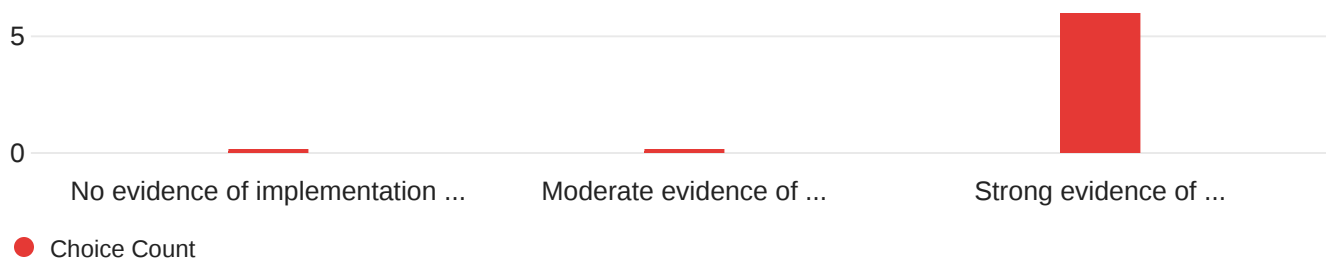 5
0
No evidence of implementation ... Moderate evidence of ... Strong evidence of ...
Choice Count